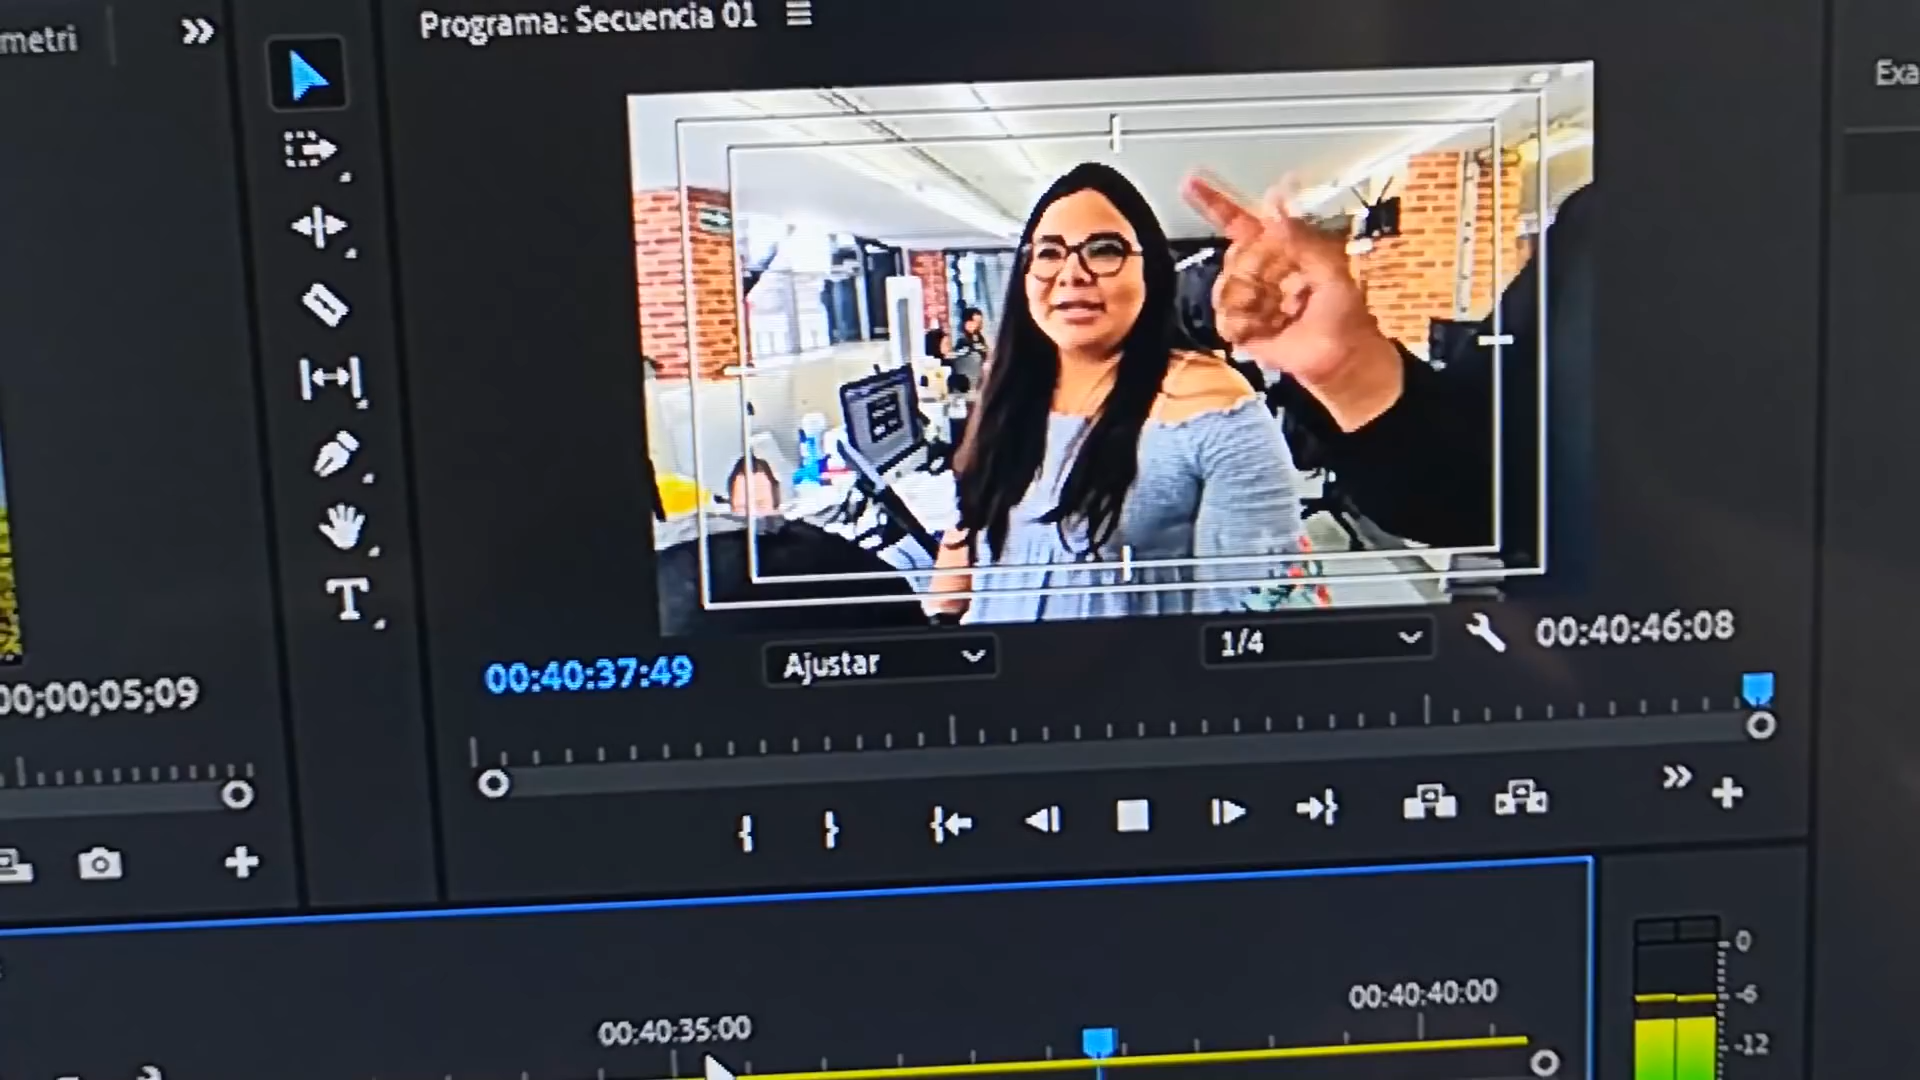 metri
Programa: Secuencia 01
Exa
T
00;00;05;09
00:40:37:49
Ajustar
1/4
00:40:46:08
00:40:35:00
00:40:40:00
0
-6
-12